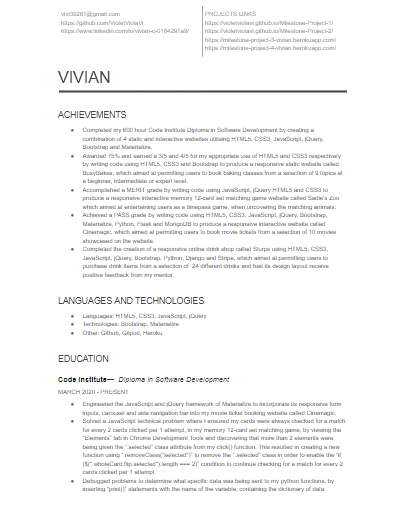 vivi39261@gmail.com
https://github.com/VioletVioleVi
https://www.linkedin.com/in/vivian-c-0164291a9/
PROJECTS LINKS
https://violetviolavi.github.io/Milestone-Project-1/
https://violetviolavi.github.io/Milestone-Project-2/
https://milestone-project-3-vivian.herokuapp.com/
https://milestone-project-4-vivian.herokuapp.com/
VIVIAN
ACHIEVEMENTS
● Completed my 600 hour Code Institute Diploma in Software Development by creating a
combination of 4 static and interactive websites utilising HTML5, CSS3, JavaScript, jQuery,
Bootstrap and Materialize.
● Awarded 75% and earned a 3/5 and 4/5 for my appropriate use of HTML5 and CSS3 respectively
by writing code using HTML5, CSS3 and Bootstrap to produce a responsive static website called
BusyBakes, which aimed at permitting users to book baking classes from a selection of 9 topics at
a beginner, intermediate or expert level.
● Accomplished a MERIT grade by writing code using JavaScript, jQuery HTML5 and CSS3 to
produce a responsive interactive memory 12-card set matching game website called Sadia's Zoo
which aimed at entertaining users as a timepass game, when uncovering the matching animals.
● Achieved a PASS grade by writing code using HTML5, CSS3, JavaScript, jQuery, Bootstrap,
Materialize, Python, Flask and MongoDB to produce a responsive interactive website called
Cinemagic, which aimed at permitting users to book movie tickets from a selection of 10 movies
showcased on the website.
● Completed the creation of a responsive online drink shop called Slurps using HTML5, CSS3,
JavaScript, jQuery, Bootstrap, Python, Django and Stripe, which aimed at permitting users to
purchase drink items from a selection of 24 different drinks and had its design layout receive
positive feedback from my mentor.
LANGUAGES AND TECHNOLOGIES
● Languages: HTML5, CSS3, JavaScript, jQuery
● Technologies: Bootstrap, Materialize
● Other: Github, Gitpod, Heroku
EDUCATION
Code Institute— Diploma in Software Development
MARCH 2020 - PRESENT
● Engineered the JavaScript and jQuery framework of Materialize to incorporate its responsive form
inputs, carousel and side navigation bar into my movie ticket booking website called Cinemagic.
● Solved a JavaScript technical problem where I ensured my cards were always checked for a match
for every 2 cards clicked per 1 attempt, in my memory 12-card set matching game, by viewing the
"Elements" tab in Chrome Development Tools and discovering that more than 2 elements were
being given the ".selected" class from my click function. This resulted in creating a new
function using ".removeClass("selected")" to remove the ".selected" class in order to enable the "if
($(".wholeCard.flip.selected").length === 2)" condition to continue checking for a match for every 2
cards clicked per 1 attempt.
● Debugged problems to determine what specific data was being sent to my python functions, by
inserting "print()" statements with the name of the variable, containing the dictionary of data